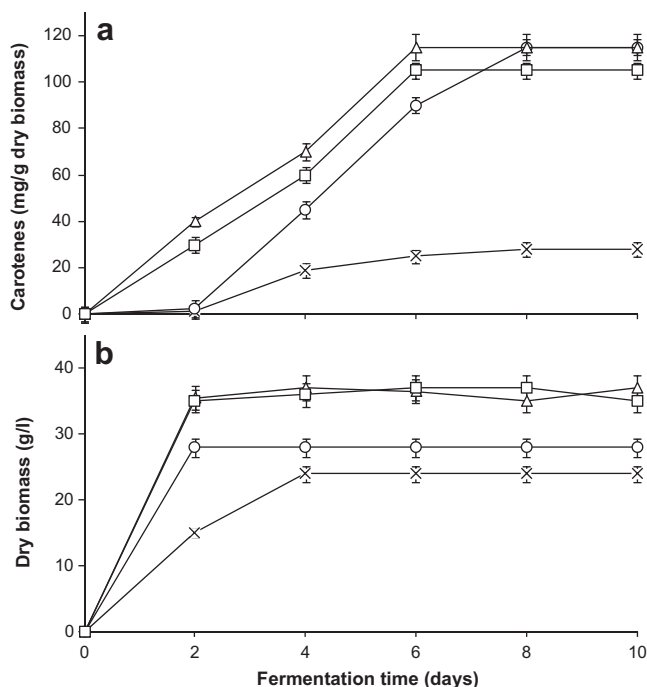 a
Carotenes (mg/g dry biomass)
120
100
80
60
40
20
0
b
Dry biomass (g/l)
40
30
20
10
0
0 2 4 6 8 10
Fermentation time (days)